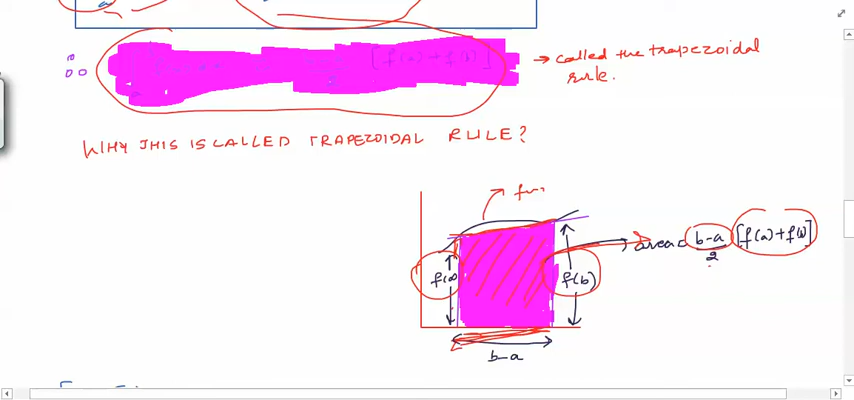 a
[f(a)+f(b)]
→ called the trapezoidal
rule.
WHY THIS IS CALLED TRAPEZOIDAL RULE?
f(a)
f(b)
area = b-a/2 [f(a)+f(b)]
b-a